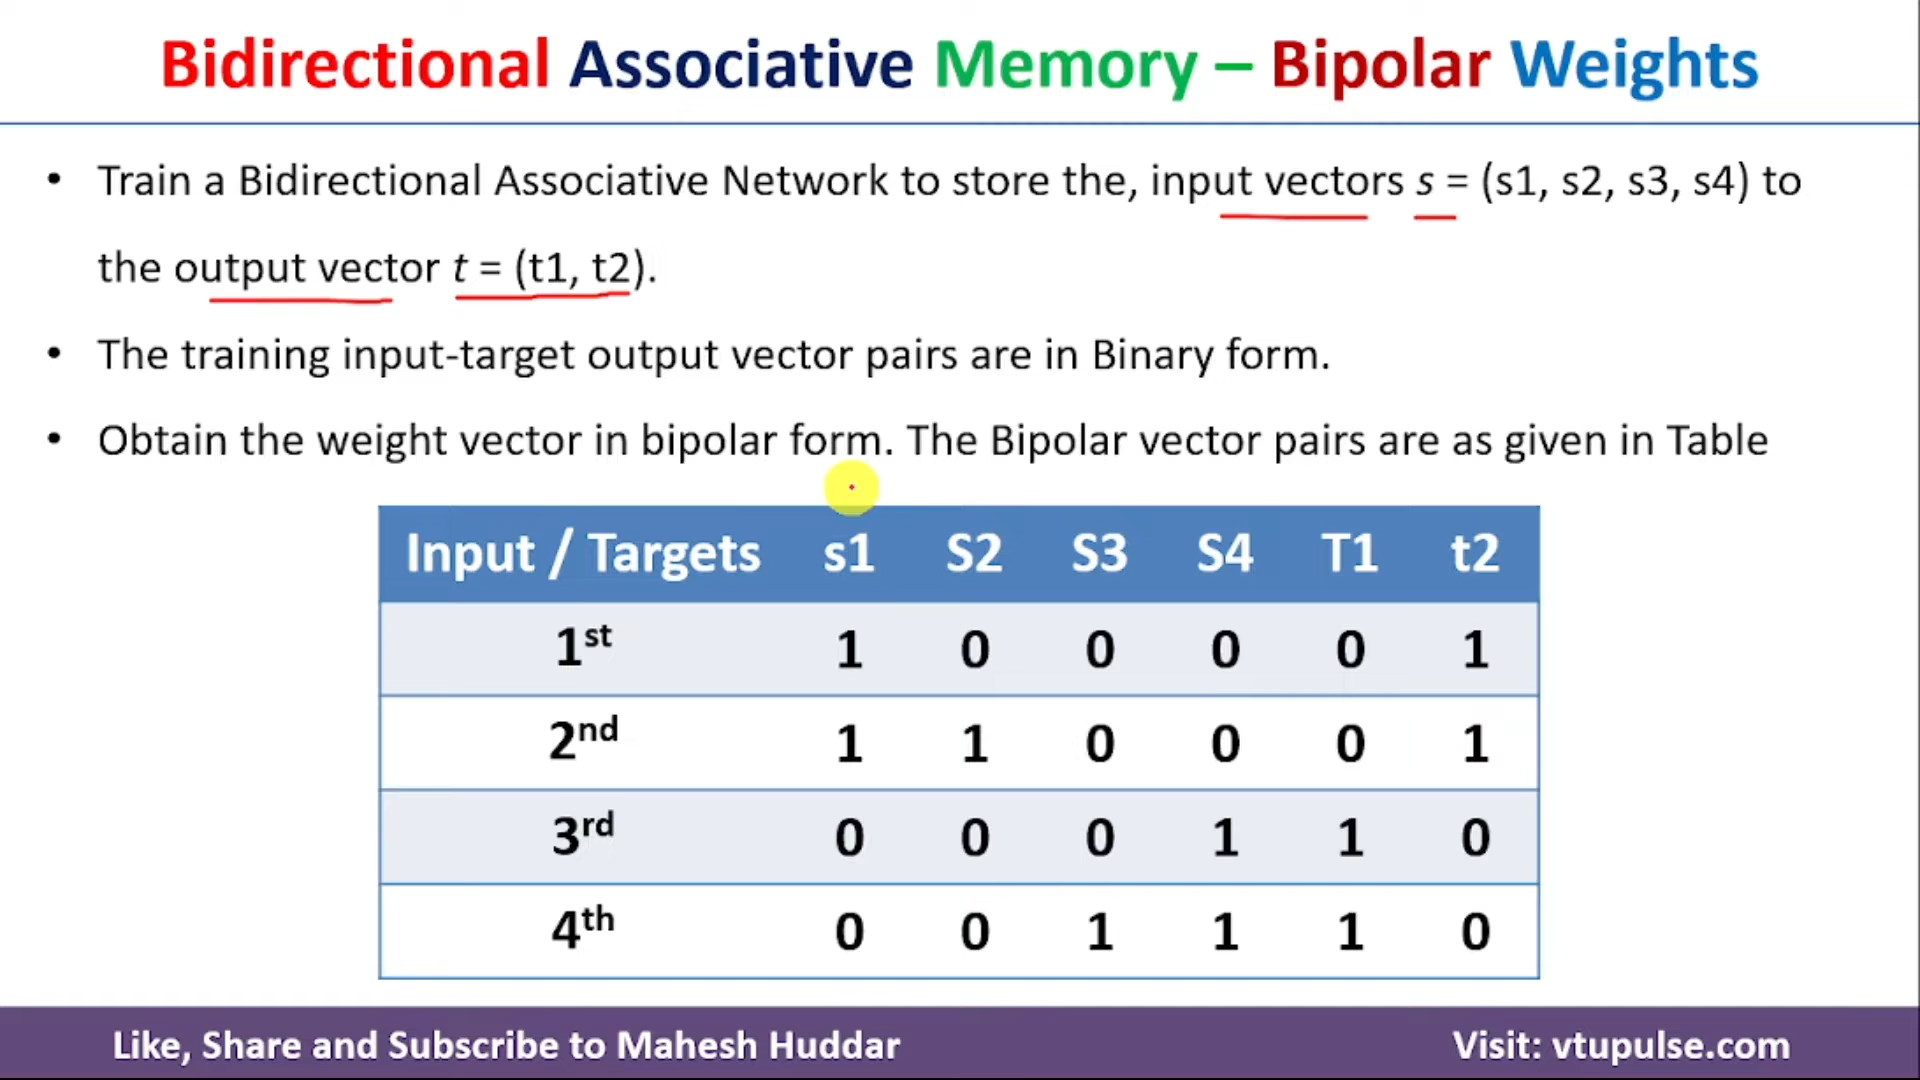 Bidirectional Associative Memory – Bipolar Weights
• Train a Bidirectional Associative Network to store the, input vectors s = (s1, s2, s3, s4) to
the output vector t = (t1, t2).
• The training input-target output vector pairs are in Binary form.
• Obtain the weight vector in bipolar form. The Bipolar vector pairs are as given in Table
Input / Targets s1 S2 S3 S4 T1 t2
1st 1 0 0 0 0 1
2nd 1 1 0 0 0 1
3rd 0 0 0 1 1 0
4th 0 0 1 1 1 0
Like, Share and Subscribe to Mahesh Huddar Visit: vtupulse.com